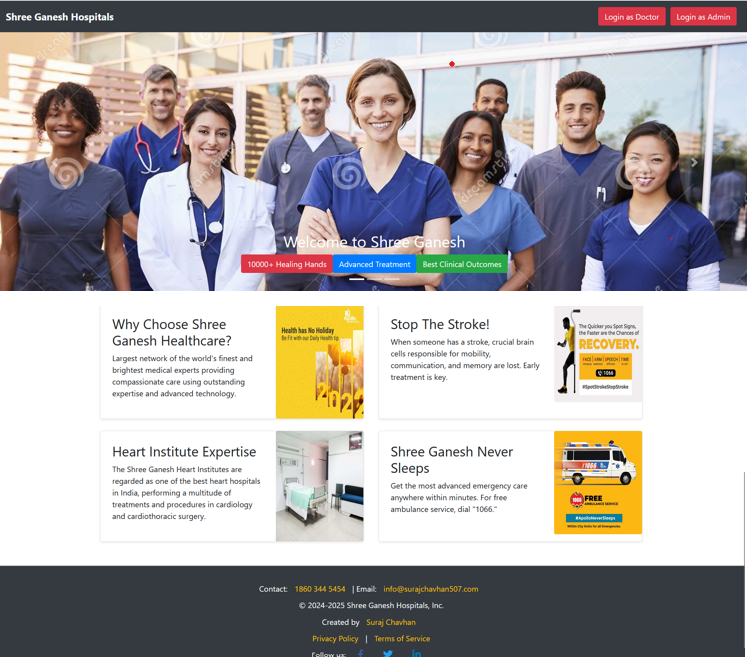 Shree Ganesh Hospitals
Login as Doctor
Login as Admin
dreamstime
Welcome to Shree Ganesh
10000+ Healing Hands
Advanced Treatment
Best Clinical Outcomes
Why Choose Shree
Ganesh Healthcare?
Largest network of the world's finest and
brightest medical experts providing
compassionate care using outstanding
expertise and advanced technology.
Health has No Holiday
Be Fit with our Daily Health tip.
2022
Stop The Stroke!
When someone has a stroke, crucial brain
cells responsible for mobility,
communication, and memory are lost. Early
treatment is key.
The Quicker you Spot Signs,
the Faster are the Chances of
RECOVERY.
FACE ARM SPEECH TIME
1066
#SpotStrokeStopStroke
Heart Institute Expertise
The Shree Ganesh Heart Institutes are
regarded as one of the best heart hospitals
in India, performing a multitude of
treatments and procedures in cardiology
and cardiothoracic surgery.
Shree Ganesh Never
Sleeps
Get the most advanced emergency care
anywhere within minutes. For free
ambulance service, dial "1066."
1066
1066 FREE
AMBULANCE SERVICE
#ApolloNeverSleeps
Within City limits for all Emergencies.
Contact: 1860 344 5454 | Email: info@surajchavhan507.com
© 2024-2025 Shree Ganesh Hospitals, Inc.
Created by Suraj Chavhan
Privacy Policy | Terms of Service
Follow us: